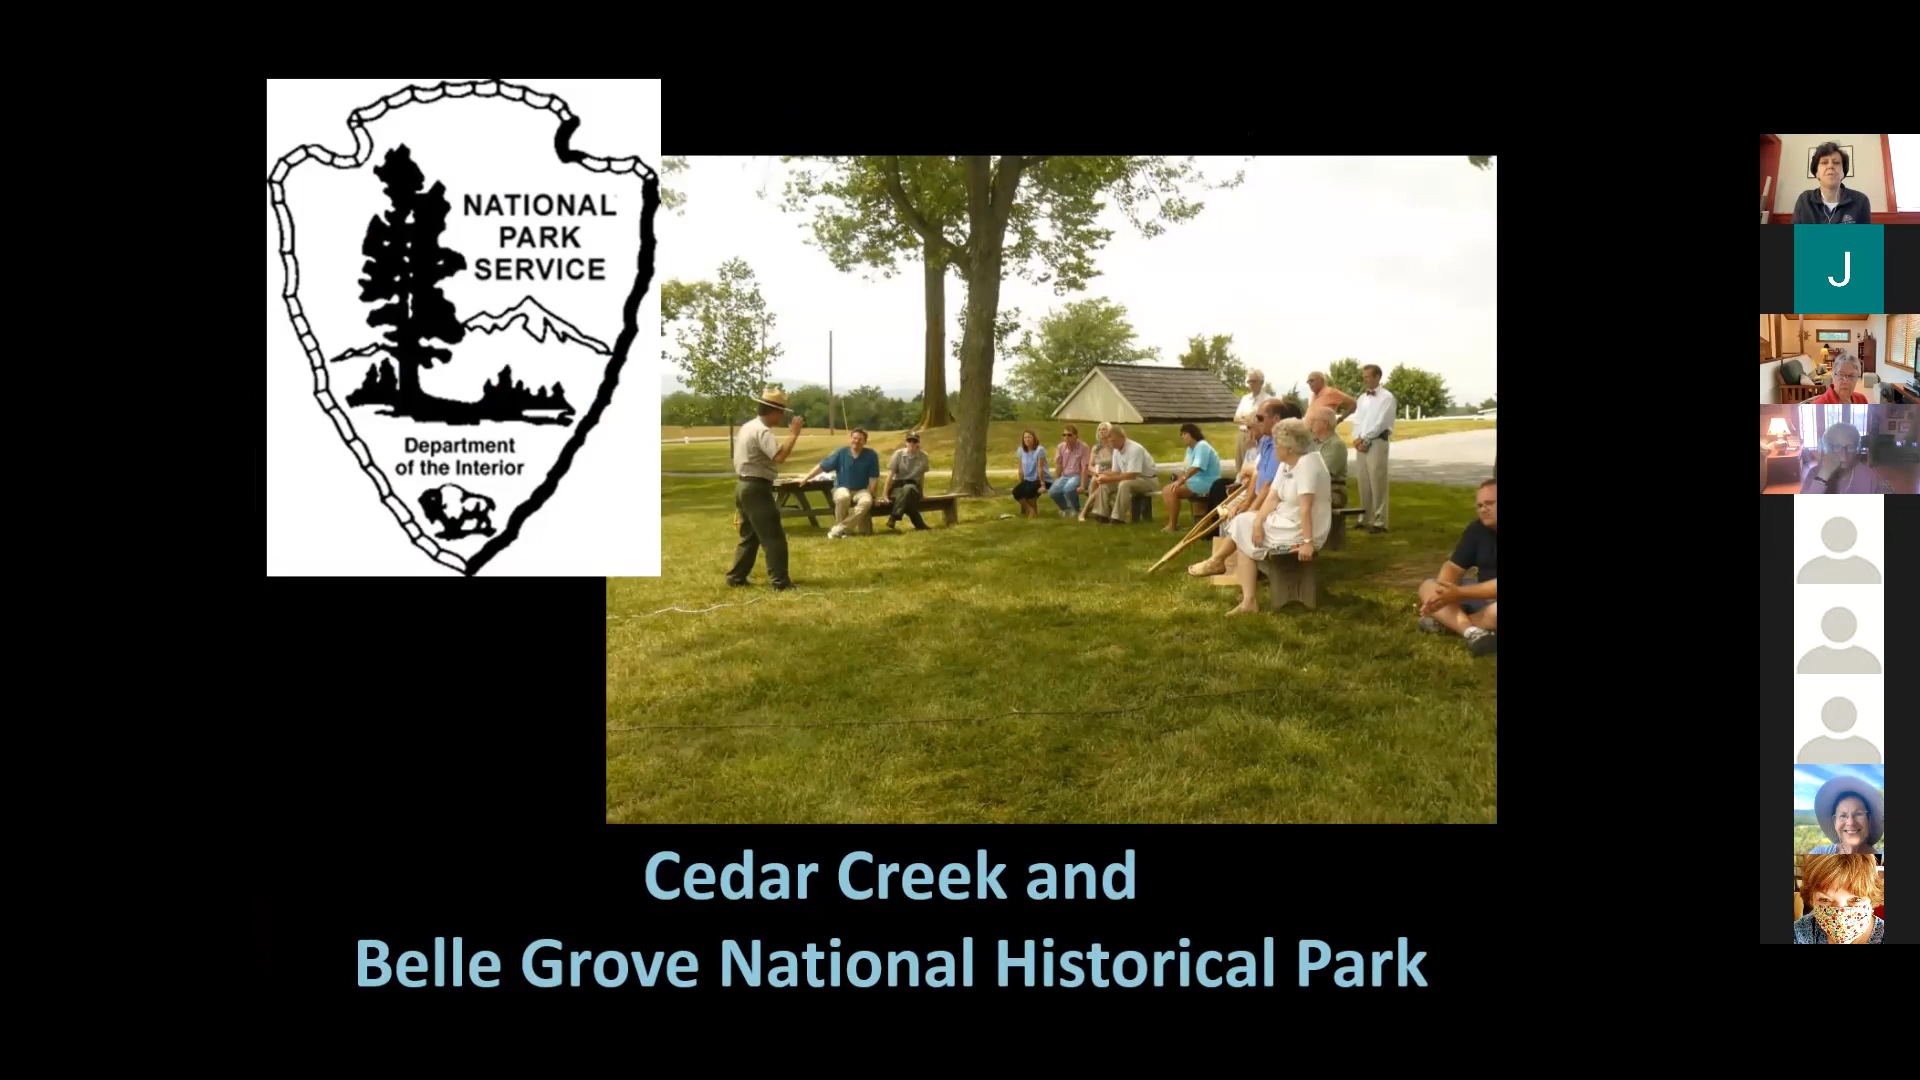 NATIONAL
PARK
SERVICE
Department
of the Interior
Cedar Creek and
Belle Grove National Historical Park
J